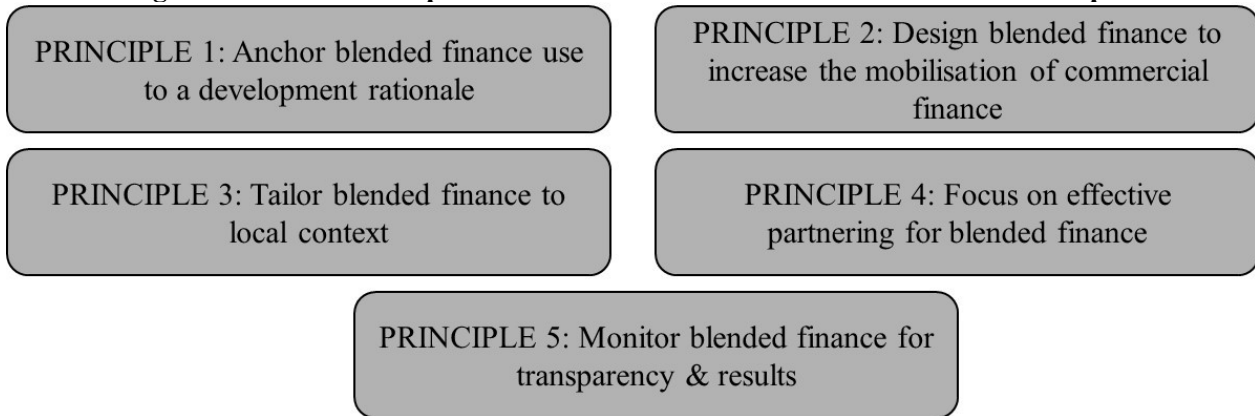 PRINCIPLE 1: Anchor blended finance use
to a development rationale
PRINCIPLE 2: Design blended finance to
increase the mobilisation of commercial
finance
PRINCIPLE 3: Tailor blended finance to
local context
PRINCIPLE 4: Focus on effective
partnering for blended finance
PRINCIPLE 5: Monitor blended finance for
transparency & results